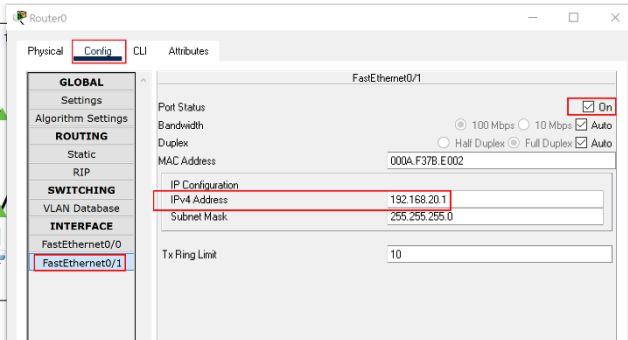 Router0
Physical Config CLI Attributes
GLOBAL
Settings
Algorithm Settings
ROUTING
Static
RIP
SWITCHING
VLAN Database
INTERFACE
FastEthernet0/0
FastEthernet0/1
FastEthernet0/1
Port Status On
Bandwidth 100 Mbps 10 Mbps Auto
Duplex Half Duplex Full Duplex Auto
MAC Address 000A.F37B.E002
IP Configuration
IPv4 Address 192.168.20.1
Subnet Mask 255.255.255.0
Tx Ring Limit 10